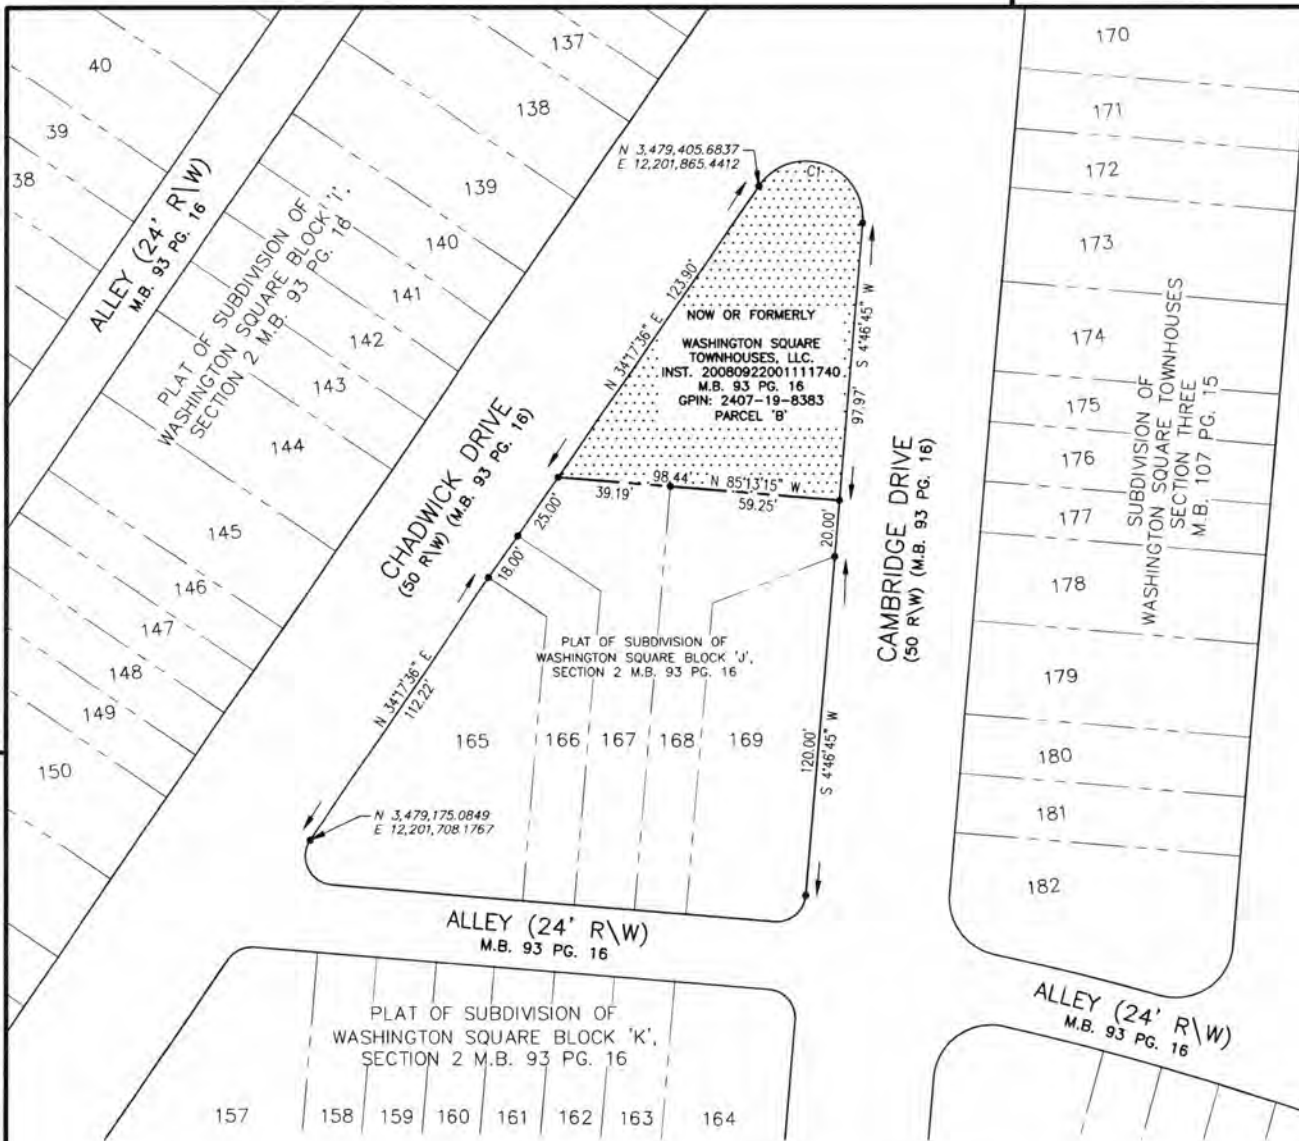 40
39
38
137
138
139
140
141
142
143
144
145
146
147
148
149
150
ALLEY (24' R\W)
M.B. 93 PG. 16
PLAT OF SUBDIVISION OF
WASHINGTON SQUARE BLOCK 'I',
SECTION 2 M.B. 93 PG. 16
CHADWICK DRIVE
(50 R\W) (M.B. 93 PG. 16)
N 3,479,405.6837
E 12,201,865.4412
C1
N 34°17'36" E
123.90'
NOW OR FORMERLY
WASHINGTON SQUARE
TOWNHOUSES, LLC.
INST. 20080922001111740
M.B. 93 PG. 16
GPIN: 2407-19-8383
PARCEL 'B'
S 4°46'45" W
97.97'
98.44'
N 85°13'15" W
39.19'
59.25'
25.00'
18.00'
20.00'
N 34°17'36" E
112.22'
PLAT OF SUBDIVISION OF
WASHINGTON SQUARE BLOCK 'J',
SECTION 2 M.B. 93 PG. 16
165
166
167
168
169
120.00'
S 4°46'45" W
N 3,479,175.0849
E 12,201,708.1767
CAMBRIDGE DRIVE
(50 R\W) (M.B. 93 PG. 16)
170
171
172
173
174
175
176
177
178
179
180
181
182
SUBDIVISION OF
WASHINGTON SQUARE TOWNHOUSES
SECTION THREE
M.B. 107 PG. 15
ALLEY (24' R\W)
M.B. 93 PG. 16
PLAT OF SUBDIVISION OF
WASHINGTON SQUARE BLOCK 'K',
SECTION 2 M.B. 93 PG. 16
157
158
159
160
161
162
163
164
ALLEY (24' R\W)
M.B. 93 PG. 16